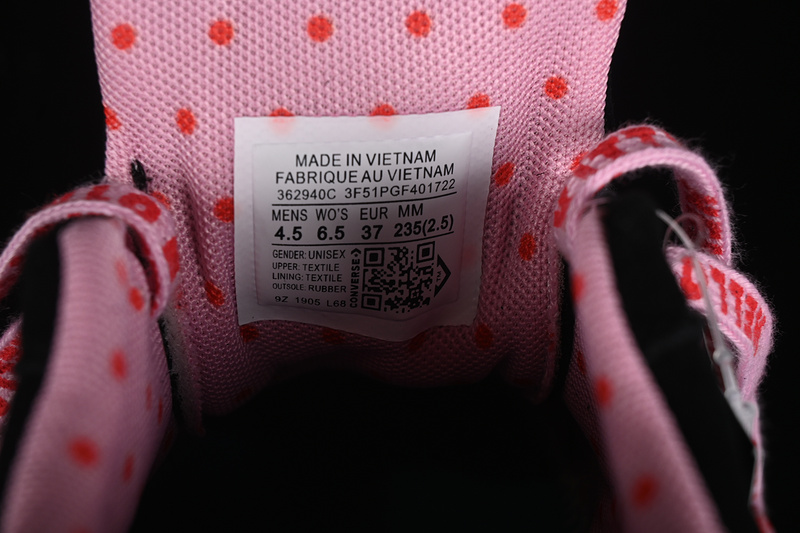 MADE IN VIETNAM
FABRIQUE AU VIETNAM
362940C 3F51PGF401722
MENS WO'S EUR MM
4.5 6.5 37 235(2.5)
GENDER: UNISEX
UPPER: TEXTILE
LINING: TEXTILE
OUTSOLE: RUBBER
9Z 1905 L68
CONVERSE